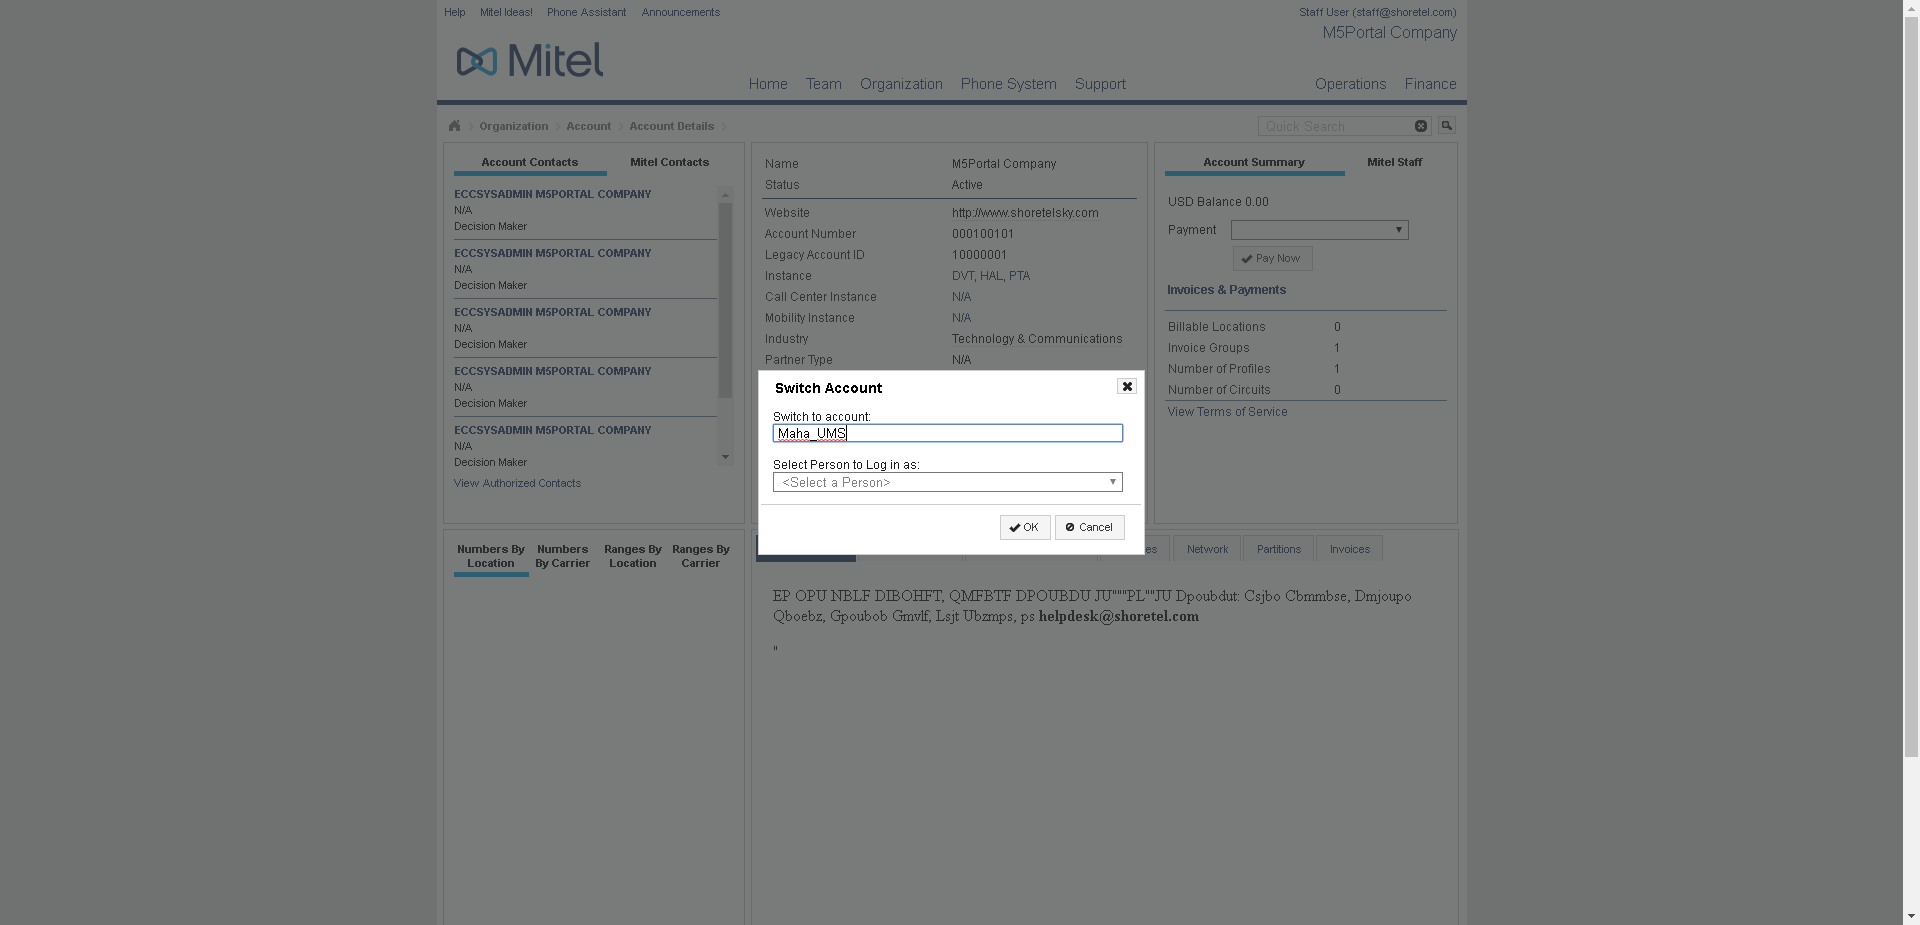 Help Mitel Ideas! Phone Assistant Announcements
Staff User (staff@shoretel.com)
M5Portal Company
Mitel
Home Team Organization Phone System Support Operations Finance
Organization Account Account Details
Quick Search
Account Contacts Mitel Contacts
ECCSYSADMIN M5PORTAL COMPANY
N/A
Decision Maker
ECCSYSADMIN M5PORTAL COMPANY
N/A
Decision Maker
ECCSYSADMIN M5PORTAL COMPANY
N/A
Decision Maker
ECCSYSADMIN M5PORTAL COMPANY
N/A
Decision Maker
ECCSYSADMIN M5PORTAL COMPANY
N/A
Decision Maker
View Authorized Contacts
Name M5Portal Company
Status Active
Website http://www.shoretelsky.com
Account Number 000100101
Legacy Account ID 10000001
Instance DVT, HAL, PTA
Call Center Instance N/A
Mobility Instance N/A
Industry Technology & Communications
Partner Type N/A
Account Summary Mitel Staff
USD Balance 0.00
Payment
Pay Now
Invoices & Payments
Billable Locations 0
Invoice Groups 1
Number of Profiles 1
Number of Circuits 0
View Terms of Service
Switch Account
Switch to account:
Maha_UMS
Select Person to Log in as:
<Select a Person>
OK Cancel
Numbers By Location Numbers By Carrier Ranges By Location Ranges By Carrier
es Network Partitions Invoices
EP OPU NBLF DIBOHFT, QMFBTF DPOUBDU JU"""PL""JU Dpoubdut: Csjbo Cbmmbse, Dmjoupo
Qboebz, Gpoubob Gmvlf, Lsjt Ubzmps, ps helpdesk@shoretel.com
"